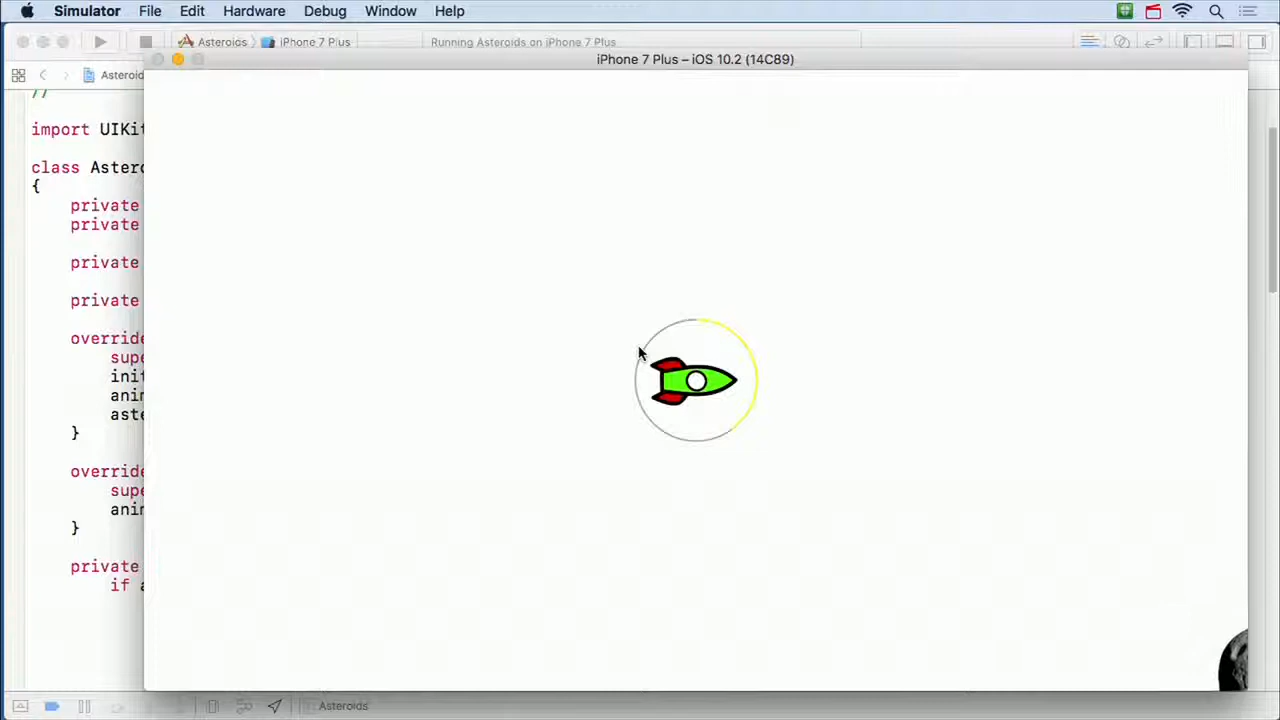 Simulator File Edit Hardware Debug Window Help
Asteroids iPhone 7 Plus Running Asteroids on iPhone 7 Plus
iPhone 7 Plus – iOS 10.2 (14C89)
Asteroid
//
import UIKit
class Astero
{
private
private
private
private
override
supe
init
anim
aste
}
override
supe
anim
}
private
if a
Asteroids